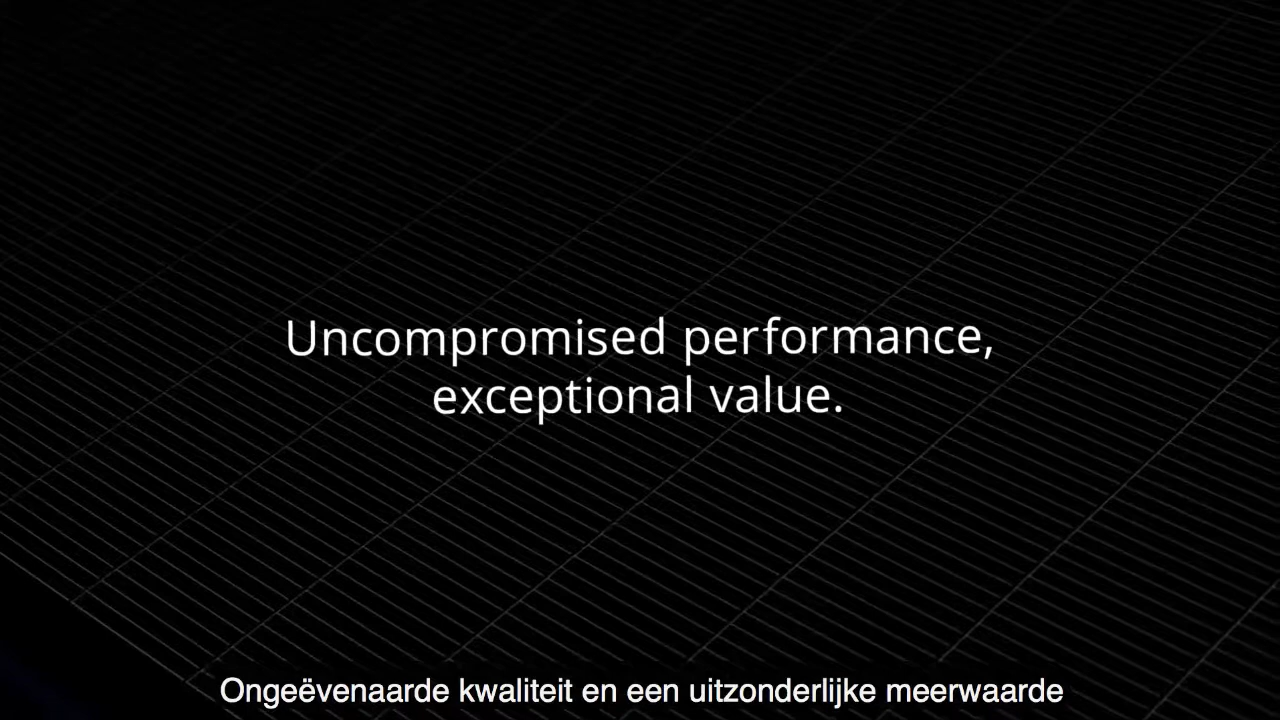 Uncompromised performance,
exceptional value.
Ongeëvenaarde kwaliteit en een uitzonderlijke meerwaarde